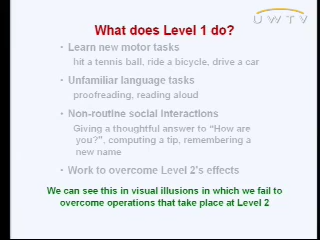 UWTV
What does Level 1 do?
• Learn new motor tasks
hit a tennis ball, ride a bicycle, drive a car
• Unfamiliar language tasks
proofreading, reading aloud
• Non-routine social interactions
Giving a thoughtful answer to “How are
you?”, computing a tip, remembering a
new name
• Work to overcome Level 2's effects
We can see this in visual illusions in which we fail to
overcome operations that take place at Level 2